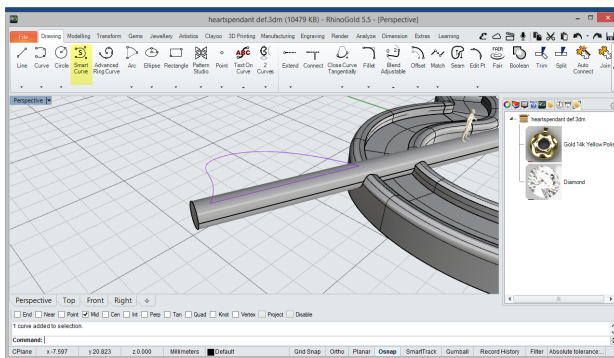 heartspendant def.3dm (10479 KB) - RhinoGold 5.5 - [Perspective]
File Drawing Modelling Transform Gems Jewellery Artistics Clayoo 3D Printing Manufacturing Engraving Render Analyze Dimension Extras Learning
Line Curve Circle Smart Curve Advanced Ring Curve Arc Ellipse Rectangle Pattern Studio Point Text On Curve 2 Curves Extend Connect Close Curve Tangentially Fillet Blend Adjustable Offset Match Seam Edit Pt Fair Boolean Trim Split Auto Connect Join
Perspective
heartspendant def.3dm
Gold 14k Yellow Polis
Diamond
Perspective Top Front Right
End Near Point Mid Cen Int Perp Tan Quad Knot Vertex Project Disable
1 curve added to selection.
Command:
CPlane x -7.597 y 20.823 z 0.000 Millimeters Default Grid Snap Ortho Planar Osnap SmartTrack Gumball Record History Filter Absolute tolerance:...